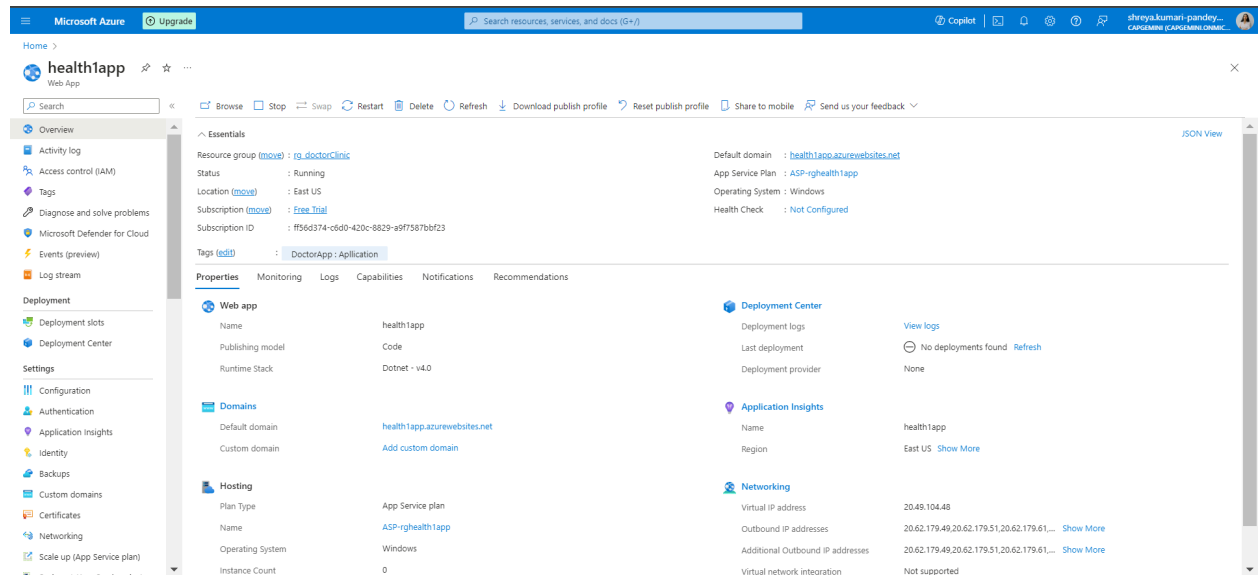 Microsoft Azure
Upgrade
Search resources, services, and docs (G+/)
Copilot
shreya.kumari-pandey...
CAPGEMINI (CAPGEMINI.ONMIC...
Home >
health1app
Web App
Search
Browse Stop Swap Restart Delete Refresh Download publish profile Reset publish profile Share to mobile Send us your feedback
Overview
Activity log
Access control (IAM)
Tags
Diagnose and solve problems
Microsoft Defender for Cloud
Events (preview)
Log stream
Deployment
Deployment slots
Deployment Center
Settings
Configuration
Authentication
Application Insights
Identity
Backups
Custom domains
Certificates
Networking
Scale up (App Service plan)
Essentials
JSON View
Resource group (move) : rg_doctorClinic
Status : Running
Location (move) : East US
Subscription (move) : Free Trial
Subscription ID : ff56d374-c6d0-420c-8829-a9f7587bbf23
Default domain : health1app.azurewebsites.net
App Service Plan : ASP-rghealth1app
Operating System : Windows
Health Check : Not Configured
Tags (edit) : DoctorApp : Apllication
Properties Monitoring Logs Capabilities Notifications Recommendations
Web app
Name health1app
Publishing model Code
Runtime Stack Dotnet - v4.0
Domains
Default domain health1app.azurewebsites.net
Custom domain Add custom domain
Hosting
Plan Type App Service plan
Name ASP-rghealth1app
Operating System Windows
Instance Count 0
Deployment Center
Deployment logs View logs
Last deployment No deployments found Refresh
Deployment provider None
Application Insights
Name health1app
Region East US Show More
Networking
Virtual IP address 20.49.104.48
Outbound IP addresses 20.62.179.49,20.62.179.51,20.62.179.61,... Show More
Additional Outbound IP addresses 20.62.179.49,20.62.179.51,20.62.179.61,... Show More
Virtual network integration Not supported